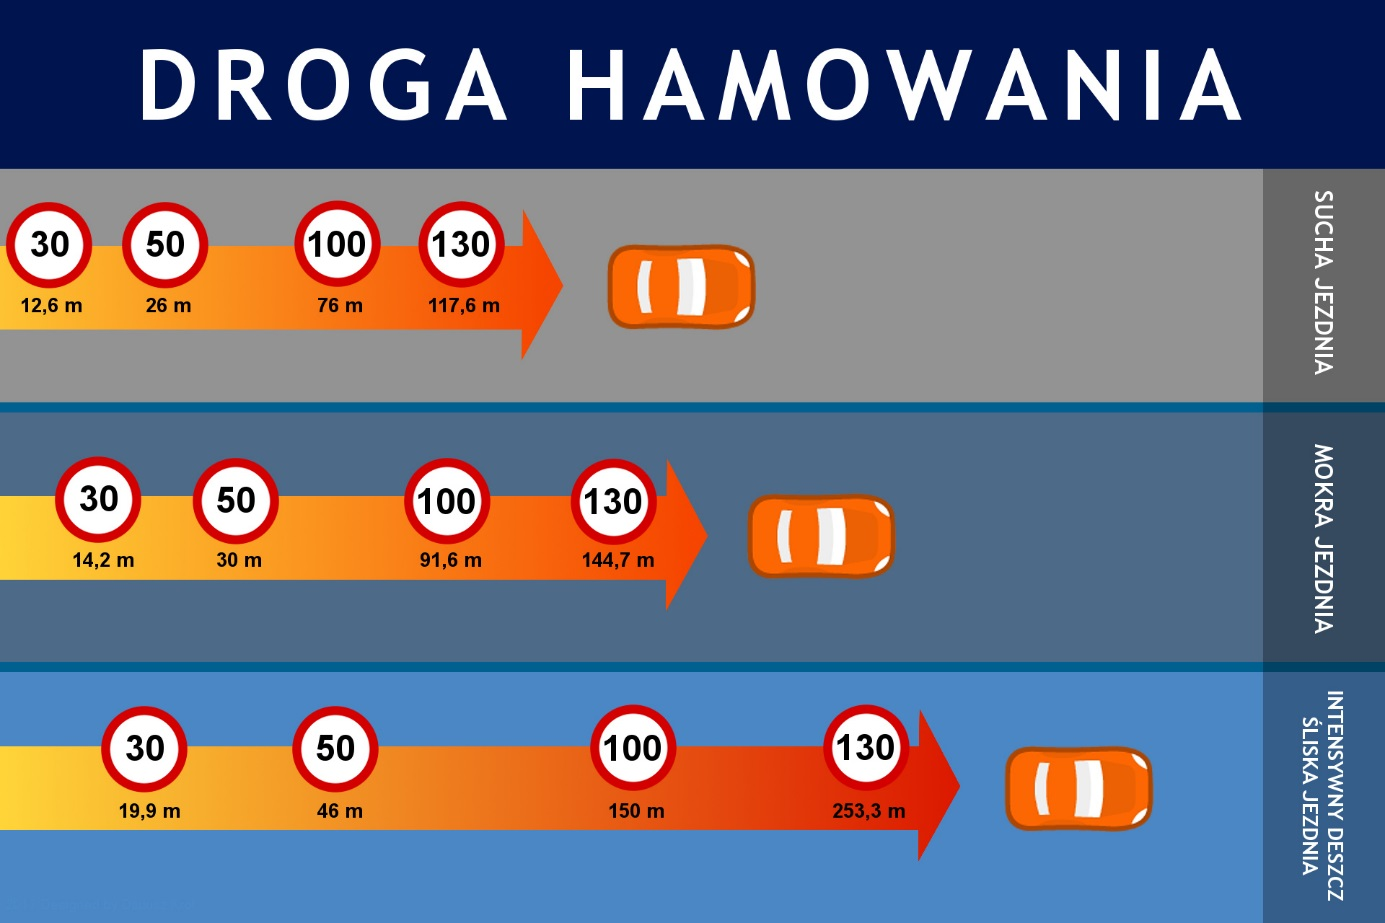 DROGA HAMOWANIA
30 50 100 130
12,6 m 26 m 76 m 117,6 m
SUCHA JEZDNIA
30 50 100 130
14,2 m 30 m 91,6 m 144,7 m
MOKRA JEZDNIA
30 50 100 130
19,9 m 46 m 150 m 253,3 m
INTENSYWNY DESZCZ
ŚLISKA JEZDNIA